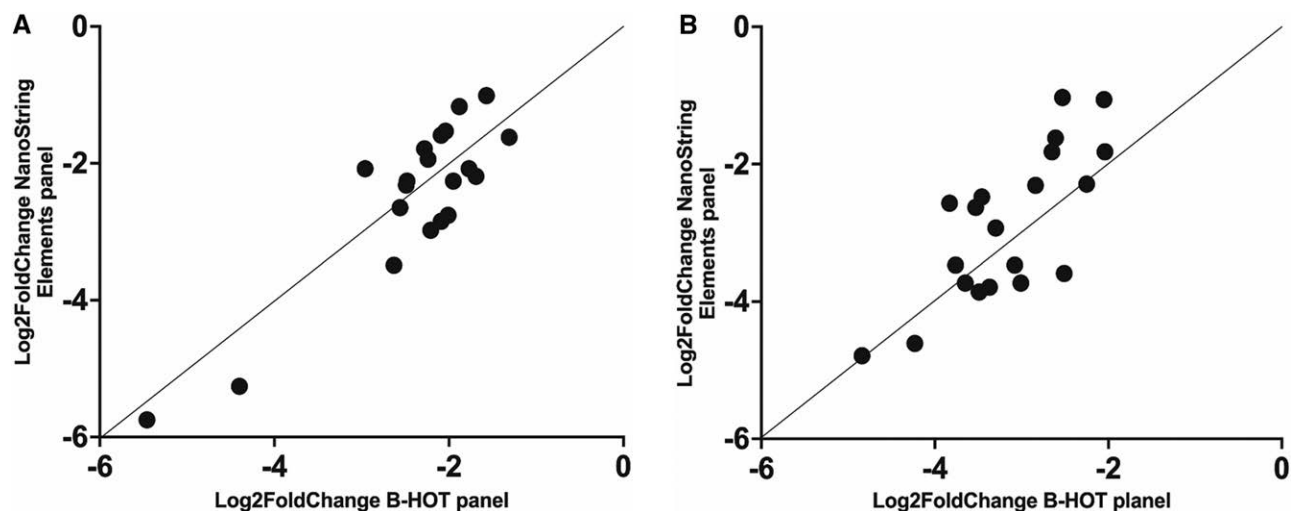 A
0
-2
-4
-6
-6
-4
-2
0
Log2FoldChange NanoString
Elements panel
Log2FoldChange B-HOT panel
B
0
-2
-4
-6
-6
-4
-2
0
Log2FoldChange NanoString
Elements panel
Log2FoldChange B-HOT planel